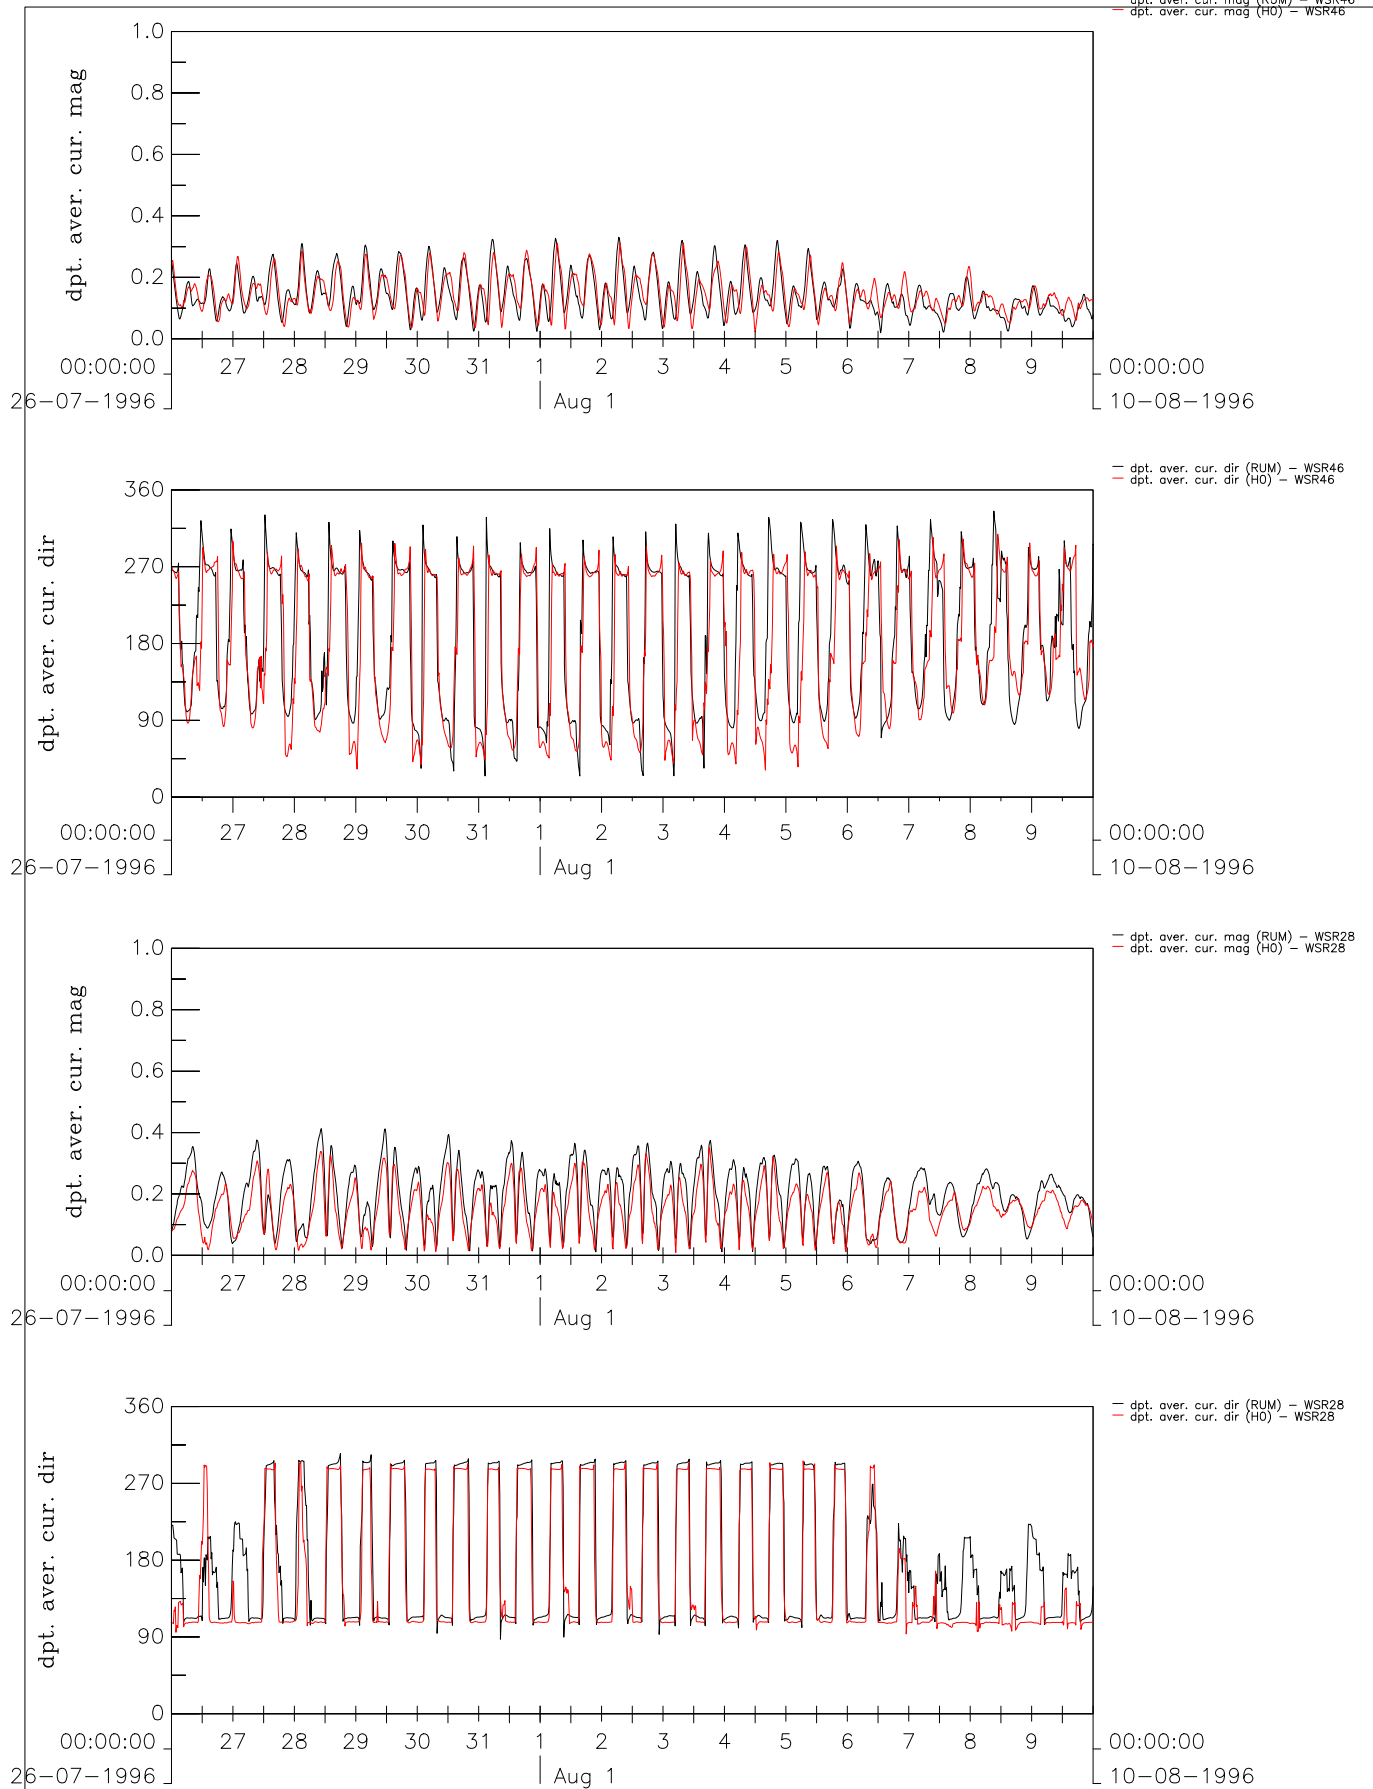 dpt. aver. cur. mag (RUM) − WSR46
dpt. aver. cur. mag (H0) − WSR46
dpt. aver. cur. mag
1.0
0.8
0.6
0.4
0.2
0.0
27 28 29 30 31 1 2 3 4 5 6 7 8 9
00:00:00 00:00:00
26−07−1996 Aug 1 10−08−1996
dpt. aver. cur. dir (RUM) − WSR46
dpt. aver. cur. dir (H0) − WSR46
dpt. aver. cur. dir
360
270
180
90
0
27 28 29 30 31 1 2 3 4 5 6 7 8 9
00:00:00 00:00:00
26−07−1996 Aug 1 10−08−1996
dpt. aver. cur. mag (RUM) − WSR28
dpt. aver. cur. mag (H0) − WSR28
dpt. aver. cur. mag
1.0
0.8
0.6
0.4
0.2
0.0
27 28 29 30 31 1 2 3 4 5 6 7 8 9
00:00:00 00:00:00
26−07−1996 Aug 1 10−08−1996
dpt. aver. cur. dir (RUM) − WSR28
dpt. aver. cur. dir (H0) − WSR28
dpt. aver. cur. dir
360
270
180
90
0
27 28 29 30 31 1 2 3 4 5 6 7 8 9
00:00:00 00:00:00
26−07−1996 Aug 1 10−08−1996